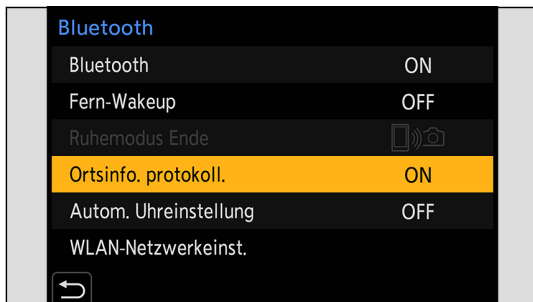 Bluetooth
Bluetooth ON
Fern-Wakeup OFF
Ruhemodus Ende
Ortsinfo. protokoll. ON
Autom. Uhreinstellung OFF
WLAN-Netzwerkeinst.